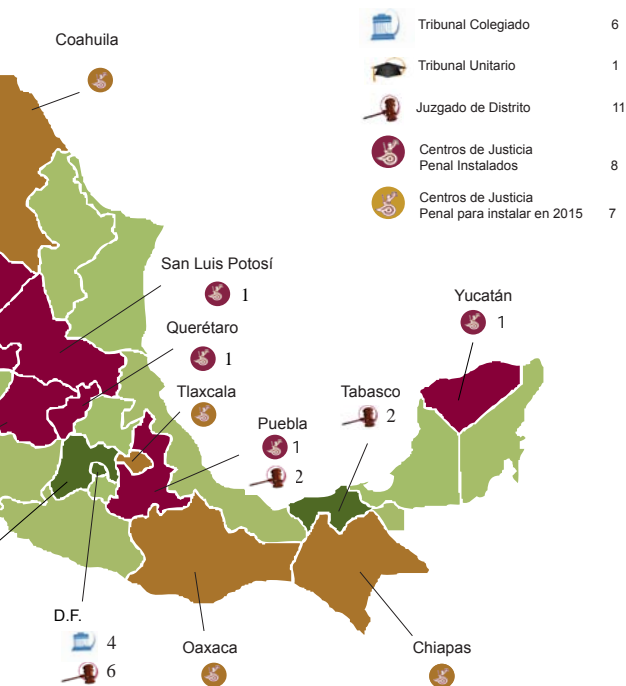 Coahuila
Tribunal Colegiado 6
Tribunal Unitario 1
Juzgado de Distrito 11
Centros de Justicia
Penal Instalados 8
Centros de Justicia
Penal para instalar en 2015 7
San Luis Potosí
1
Querétaro
1
Tlaxcala
Yucatán
1
Tabasco
2
Puebla
1
2
D.F.
4
6
Oaxaca
Chiapas